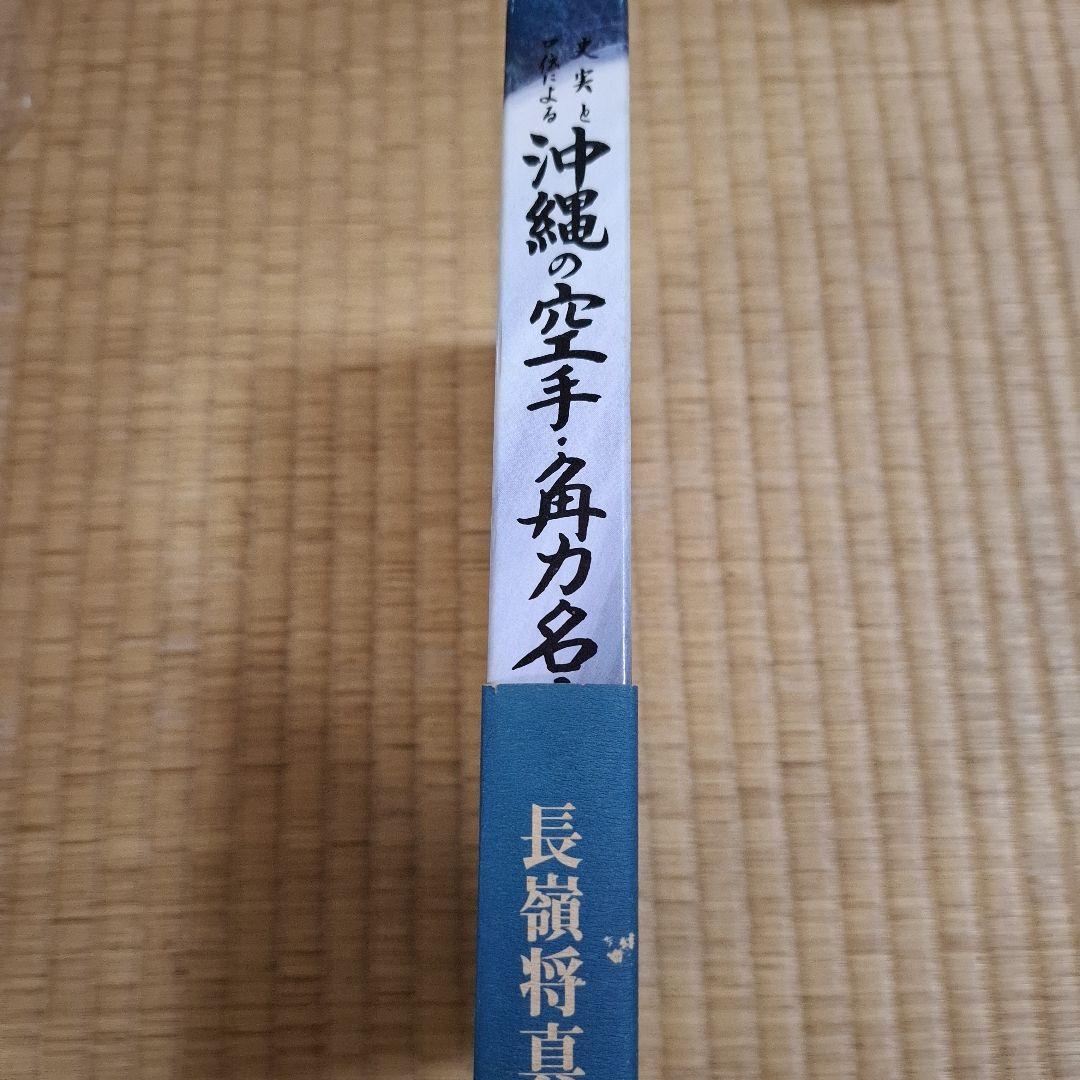 史実と
口伝による
沖縄の空手・角力名
長嶺将真